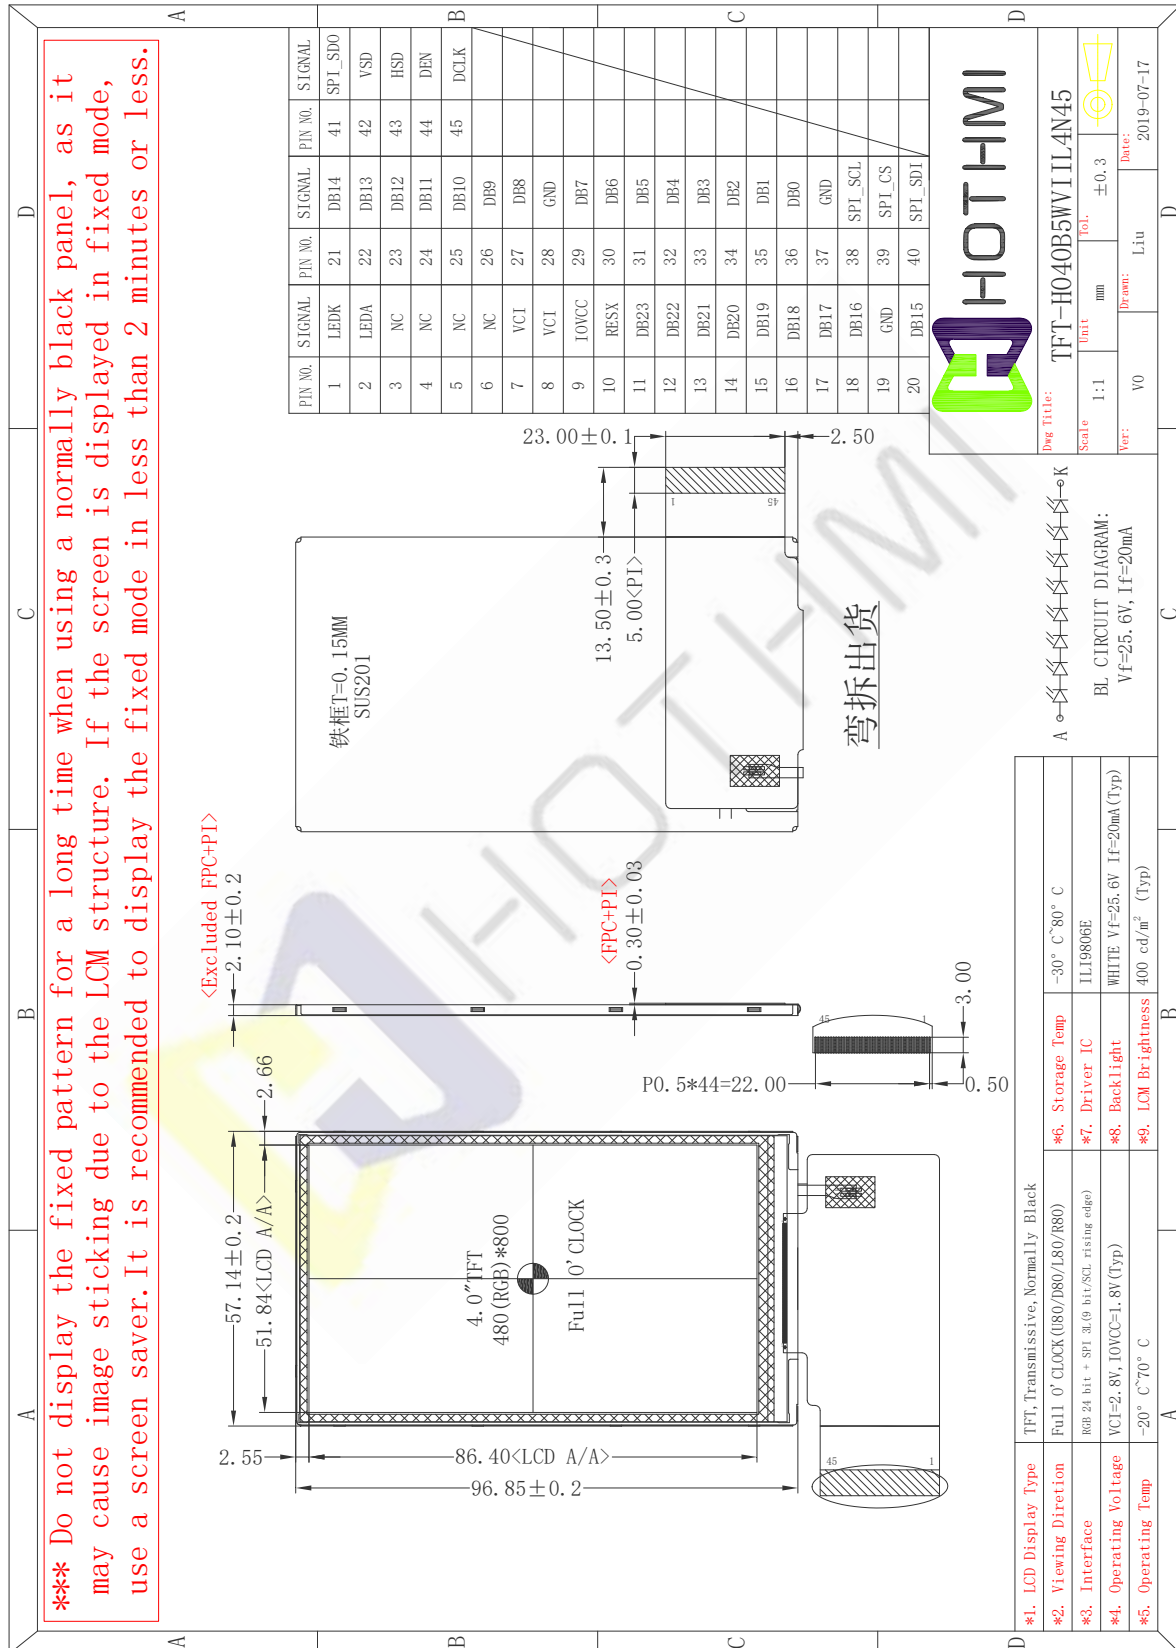 *** Do not display the fixed pattern for a long time when using a normally black panel, as it
may cause image sticking due to the LCM structure. If the screen is displayed in fixed mode,
use a screen saver.It is recommended to display the fixed mode in less than 2 minutes or less.
A
B
C
D
A
B
C
D
A
B
C
D
A
B
C
D
57.14±0.2
51.84<LCD A/A>
2.66
2.55
86.40<LCD A/A>
96.85±0.2
4.0"TFT
480(RGB)*800
Full O'CLOCK
45
1
<Excluded FPC+PI>
2.10±0.2
<FPC+PI>
0.30±0.03
P0.5*44=22.00
45
1
3.00
0.50
铁框T=0.15MM
SUS201
23.00±0.1
2.50
13.50±0.3
5.00<PI>
1
45
弯拆出货
HOTHMI
PIN NO. SIGNAL PIN NO. SIGNAL PIN NO. SIGNAL
1 LEDK 21 DB14 41 SPI_SDO
2 LEDA 22 DB13 42 VSD
3 NC 23 DB12 43 HSD
4 NC 24 DB11 44 DEN
5 NC 25 DB10 45 DCLK
6 NC 26 DB9
7 VCI 27 DB8
8 VCI 28 GND
9 IOVCC 29 DB7
10 RESX 30 DB6
11 DB23 31 DB5
12 DB22 32 DB4
13 DB21 33 DB3
14 DB20 34 DB2
15 DB19 35 DB1
16 DB18 36 DB0
17 DB17 37 GND
18 DB16 38 SPI_SCL
19 GND 39 SPI_CS
20 DB15 40 SPI_SDI
*1. LCD Display Type TFT, Transmissive, Normally Black
*2. Viewing Diretion Full O'CLOCK(U80/D80/L80/R80) *6. Storage Temp -30° C~80° C
*3. Interface RGB 24 bit + SPI 3L(9 bit/SCL rising edge) *7. Driver IC ILI9806E
*4. Operating Voltage VCI=2.8V, IOVCC=1.8V(Typ) *8. Backlight WHITE Vf=25.6V If=20mA(Typ)
*5. Operating Temp -20° C~70° C *9. LCM Brightness 400 cd/m² (Typ)
A K
BL CIRCUIT DIAGRAM:
Vf=25.6V, If=20mA
HOTHMI
Dwg Title: TFT-H040B5WVIIL4N45
Scale 1:1 Unit mm Tol. ±0.3
Ver: V0 Drawn: Liu Date: 2019-07-17